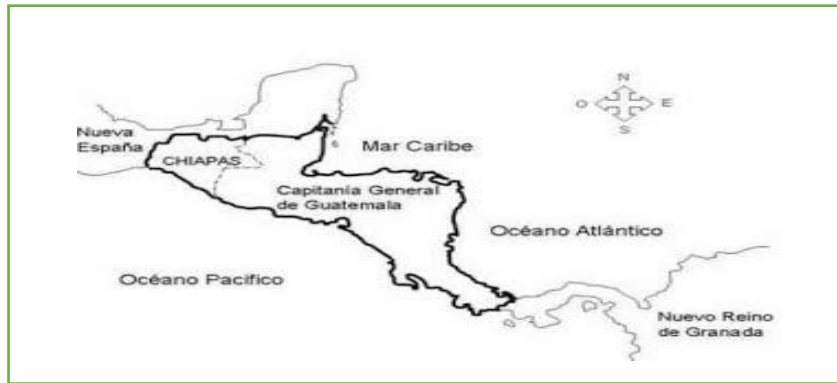 N
O
E
S
Nueva
España
Mar Caribe
CHIAPAS
Capitanía General
de Guatemala
Océano Atlántico
Océano Pacifico
Nuevo Reino
de Granada